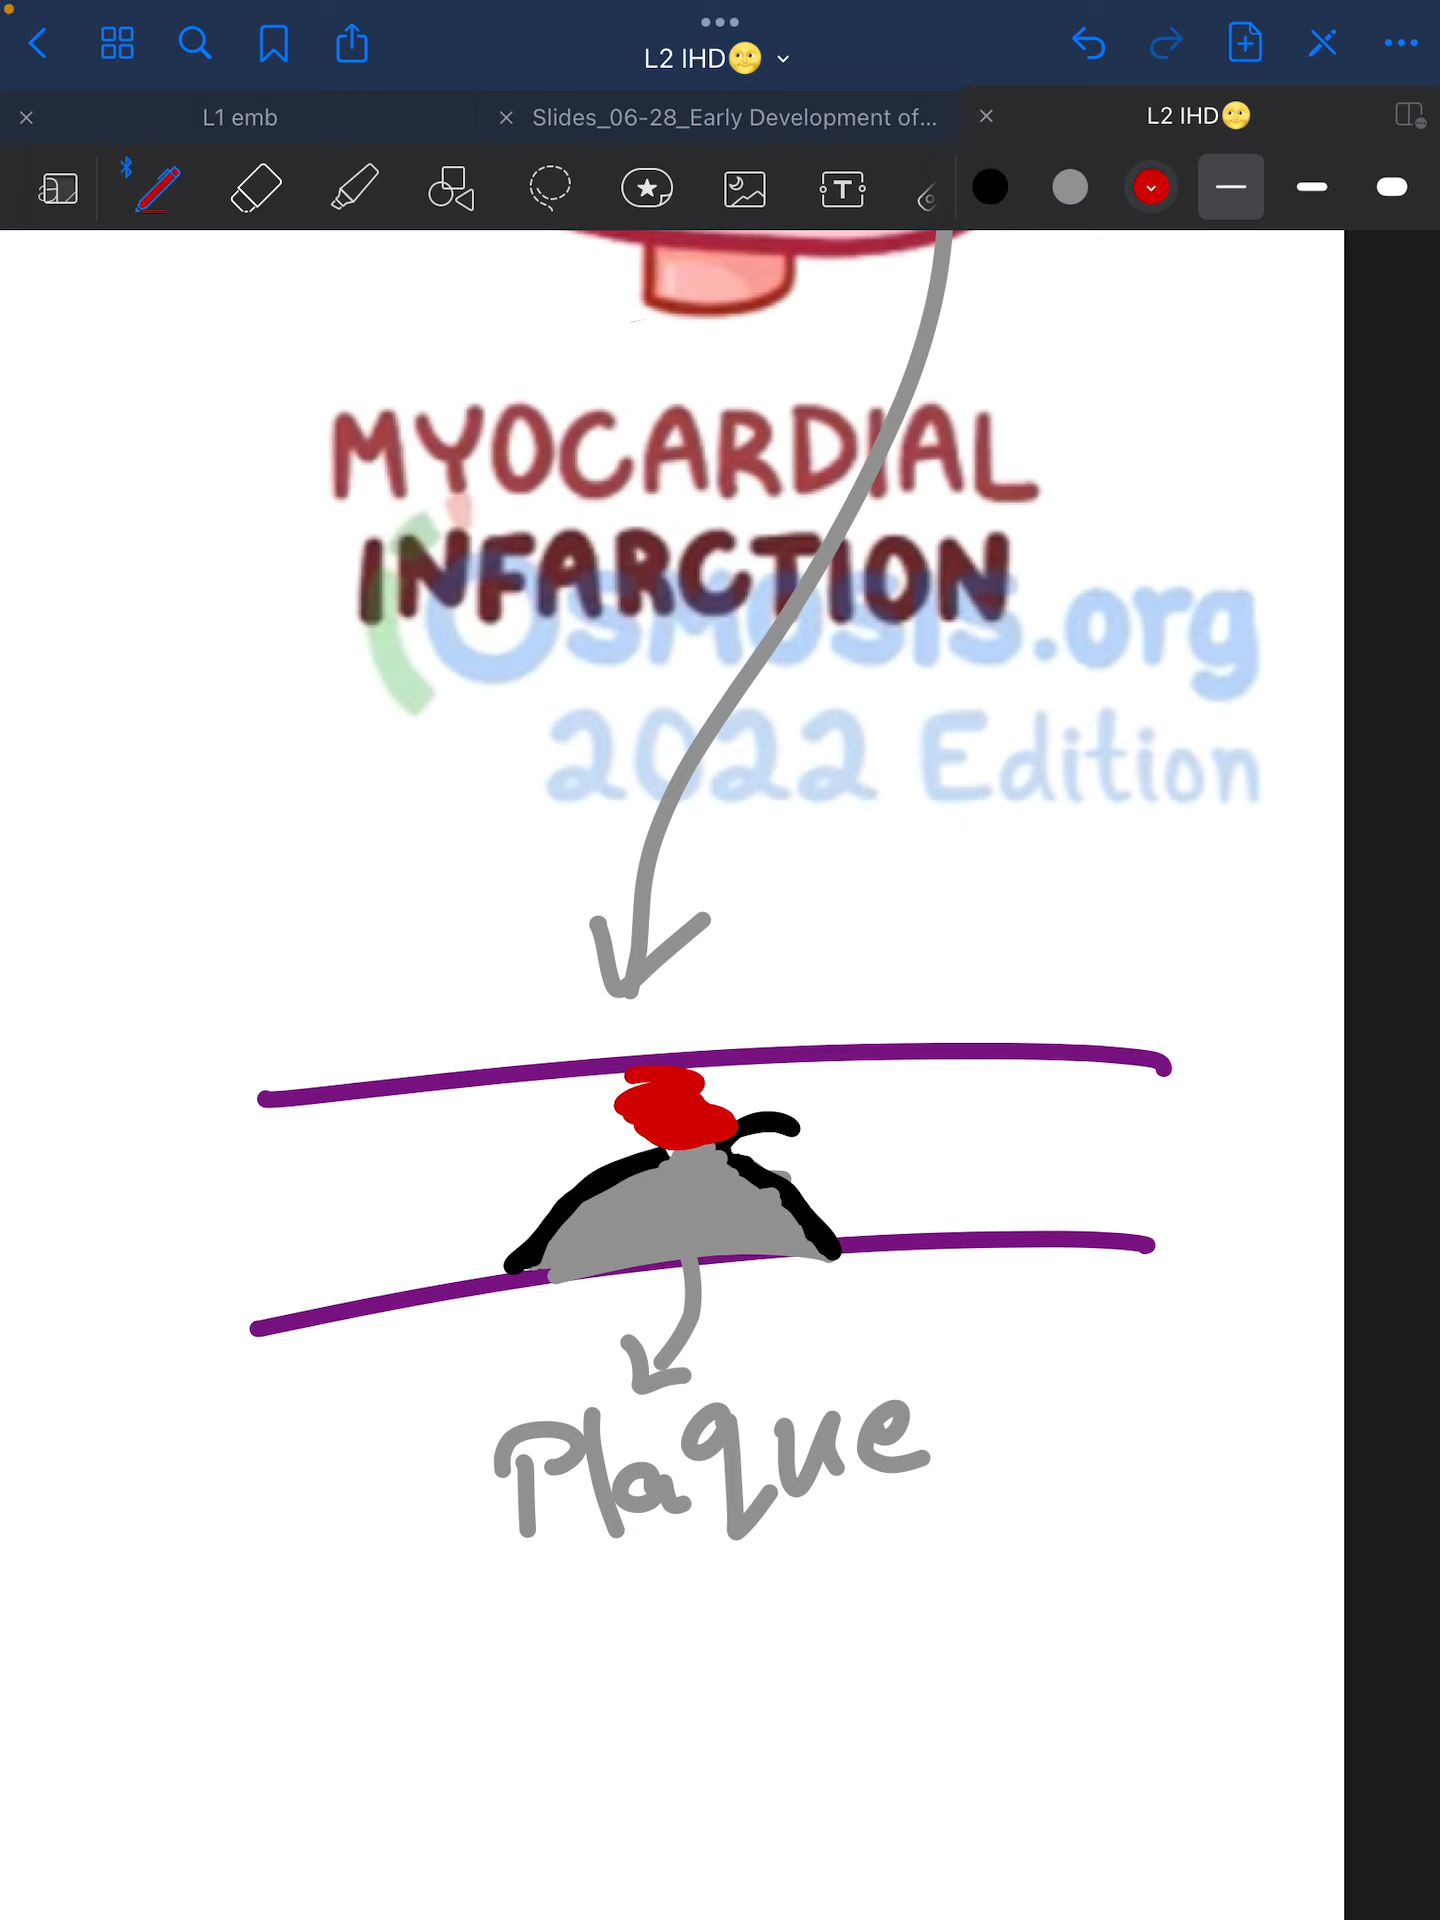 L2 IHD🌝
L1 emb
Slides_06-28_Early Development of...
L2 IHD🌝
T
MYOCARDIAL
INFARCTION
Osmosis.org
2022 Edition
Plaque